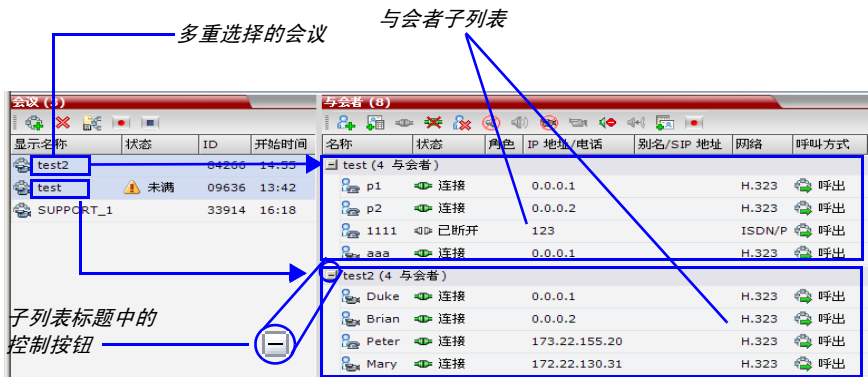 多重选择的会议
与会者子列表
会议 (3)
显示名称 状态 ID 开始时间
test2 84266 14:55
test 未满 09636 13:42
SUPPORT_1 33914 16:18
与会者 (8)
名称 状态 角色 IP 地址/电话 别名/SIP 地址 网络 呼叫方式
test (4 与会者)
p1 连接 0.0.0.1 H.323 呼出
p2 连接 0.0.0.2 H.323 呼出
1111 已断开 123 ISDN/P 呼出
aaa 连接 0.0.0.1 H.323 呼出
test2 (4 与会者)
Duke 连接 0.0.0.1 H.323 呼出
Brian 连接 0.0.0.2 H.323 呼出
Peter 连接 173.22.155.20 H.323 呼出
Mary 连接 172.22.130.31 H.323 呼出
子列表标题中的
控制按钮